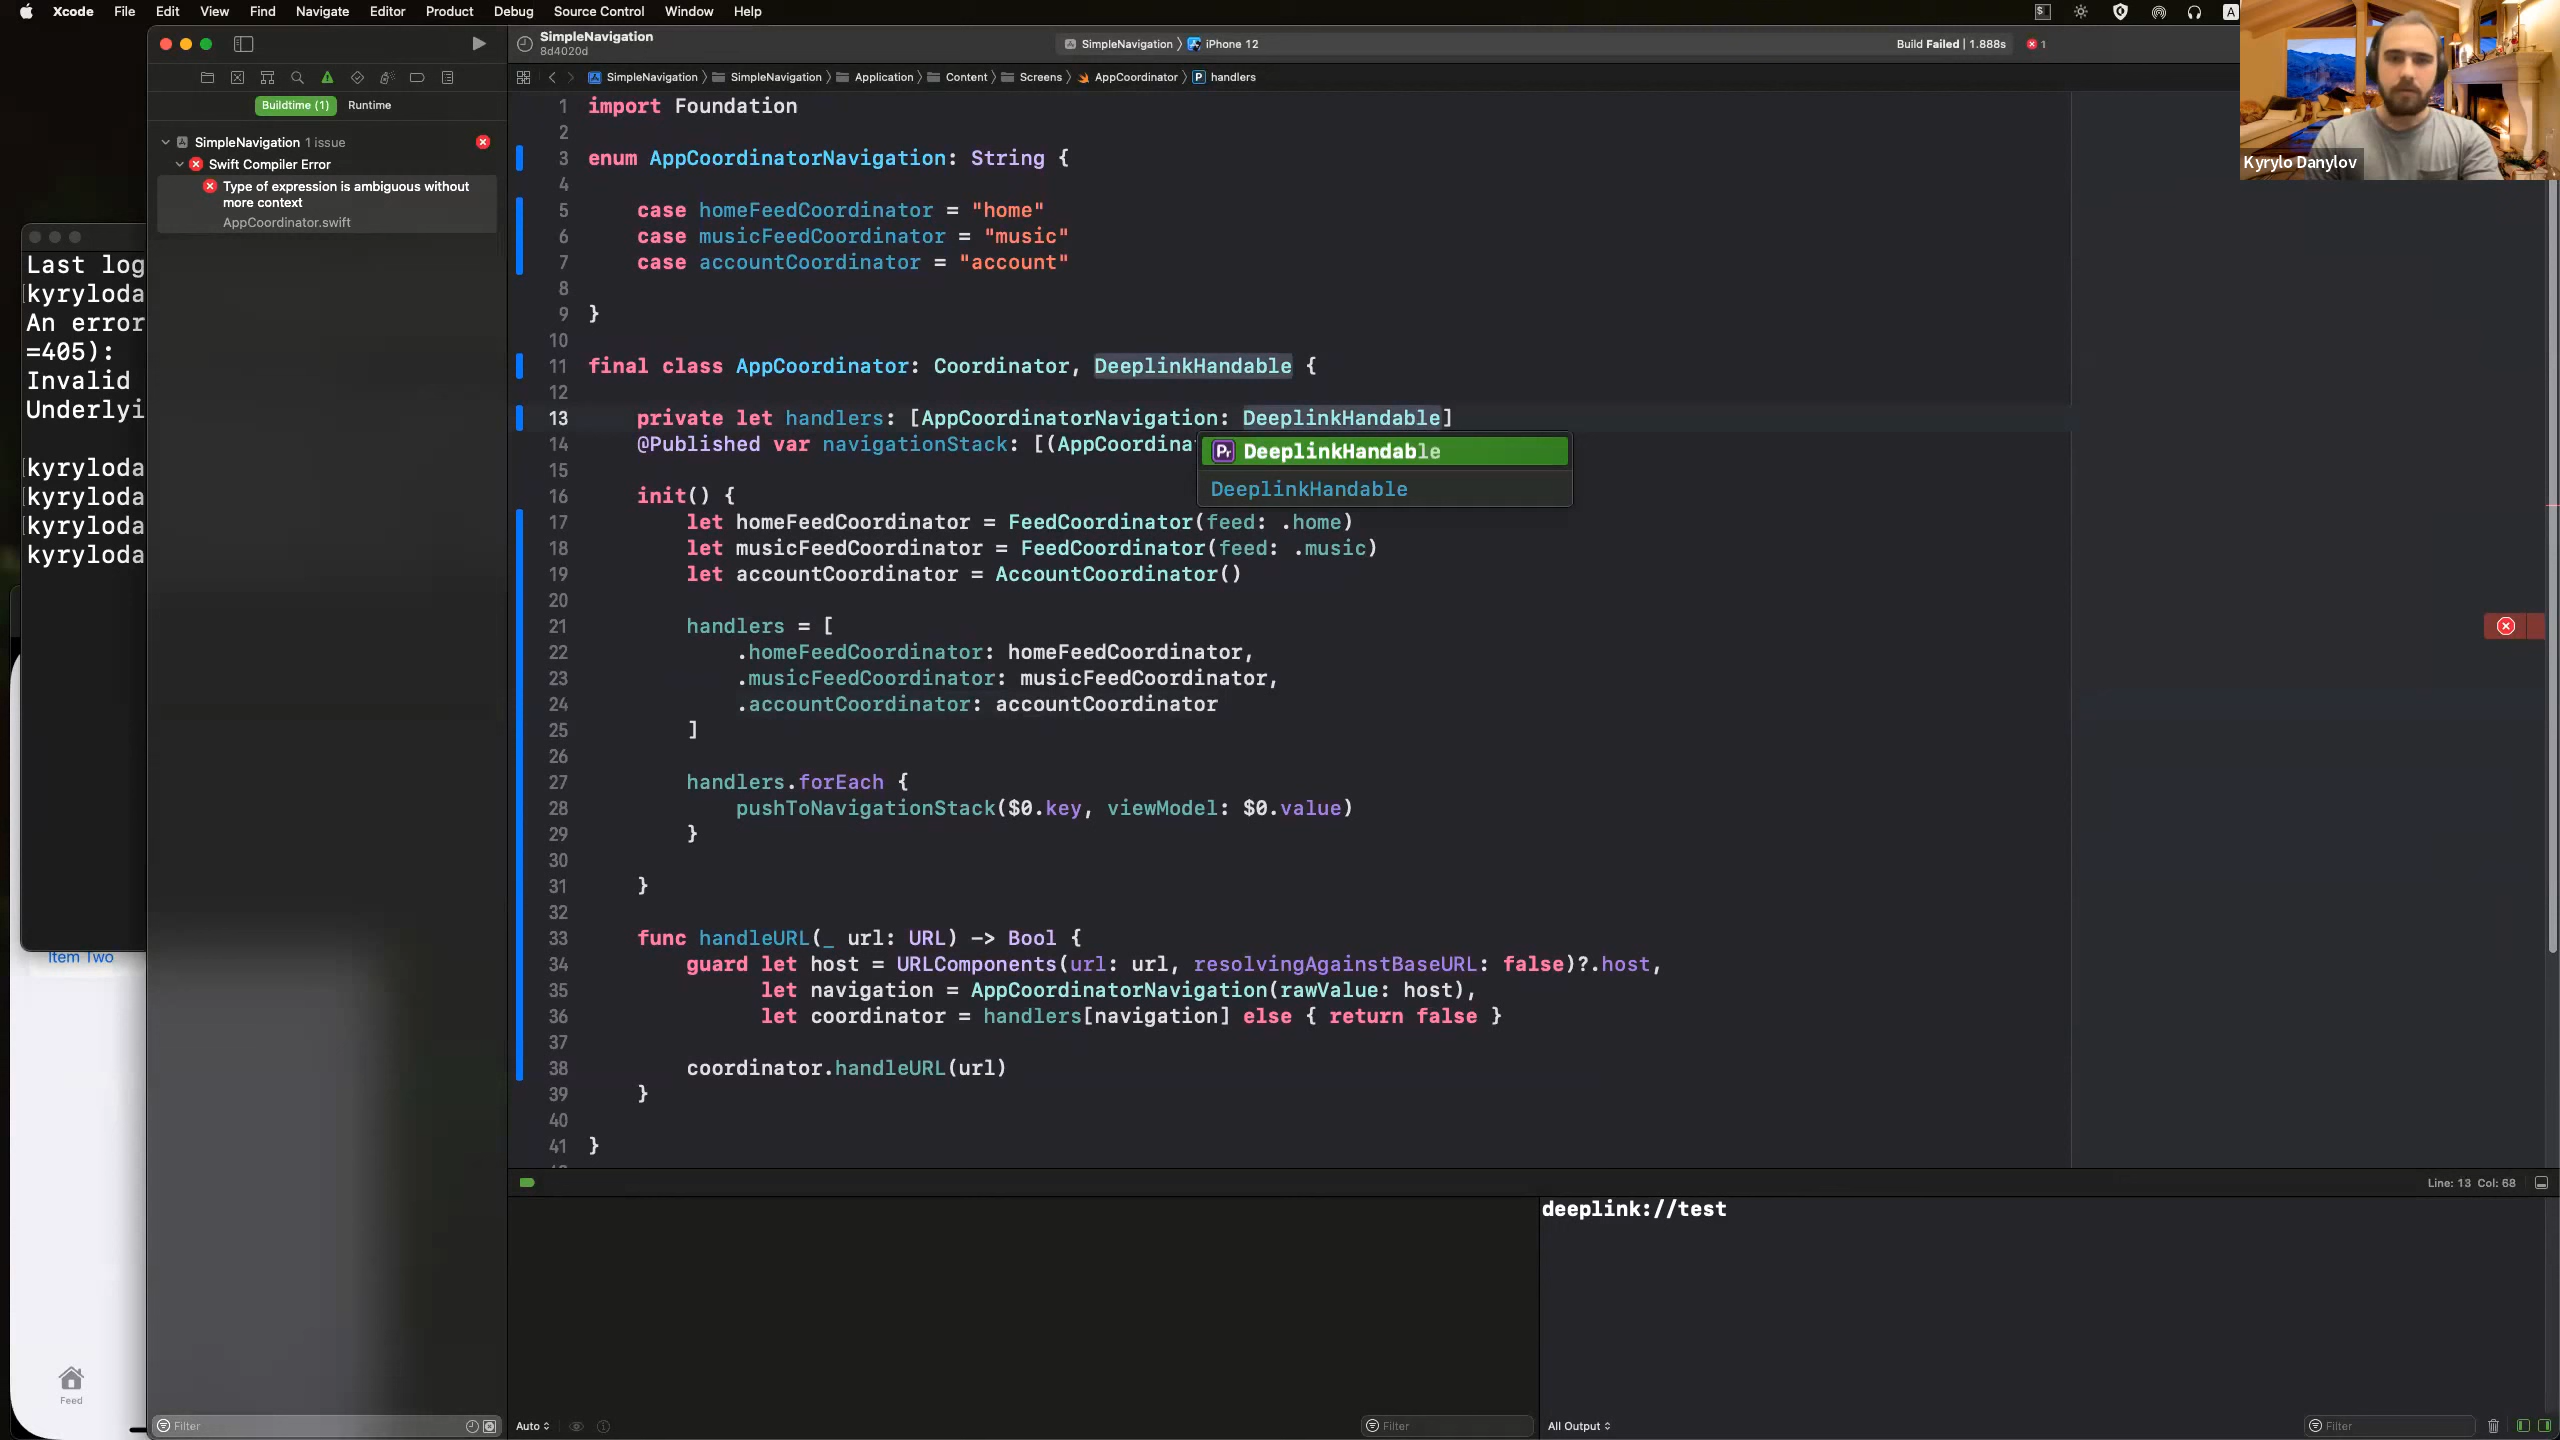 Xcode File Edit View Find Navigate Editor Product Debug Source Control Window Help
A
SimpleNavigation
8d4020d
SimpleNavigation 〉 iPhone 12
Build Failed | 1.888s
1
SimpleNavigation 〉 SimpleNavigation 〉 Application 〉 Content 〉 Screens 〉 AppCoordinator 〉 P handlers
Buildtime (1) Runtime
SimpleNavigation 1 issue
Swift Compiler Error
Type of expression is ambiguous without
more context
AppCoordinator.swift
Last log
kyryloda
An error
=405):
Invalid
Underlyi
kyryloda
kyryloda
kyryloda
kyryloda
Item Two
Feed
Filter
1 import Foundation
2
3 enum AppCoordinatorNavigation: String {
4
5 case homeFeedCoordinator = "home"
6 case musicFeedCoordinator = "music"
7 case accountCoordinator = "account"
8
9 }
10
11 final class AppCoordinator: Coordinator, DeeplinkHandable {
12
13 private let handlers: [AppCoordinatorNavigation: DeeplinkHandable]
14 @Published var navigationStack: [(AppCoordina
Pr DeeplinkHandable
DeeplinkHandable
15
16 init() {
17 let homeFeedCoordinator = FeedCoordinator(feed: .home)
18 let musicFeedCoordinator = FeedCoordinator(feed: .music)
19 let accountCoordinator = AccountCoordinator()
20
21 handlers = [
22 .homeFeedCoordinator: homeFeedCoordinator,
23 .musicFeedCoordinator: musicFeedCoordinator,
24 .accountCoordinator: accountCoordinator
25 ]
26
27 handlers.forEach {
28 pushToNavigationStack($0.key, viewModel: $0.value)
29 }
30
31 }
32
33 func handleURL(_ url: URL) -> Bool {
34 guard let host = URLComponents(url: url, resolvingAgainstBaseURL: false)?.host,
35 let navigation = AppCoordinatorNavigation(rawValue: host),
36 let coordinator = handlers[navigation] else { return false }
37
38 coordinator.handleURL(url)
39 }
40
41 }
Line: 13 Col: 68
deeplink://test
Auto
Filter
All Output
Filter
Kyrylo Danylov